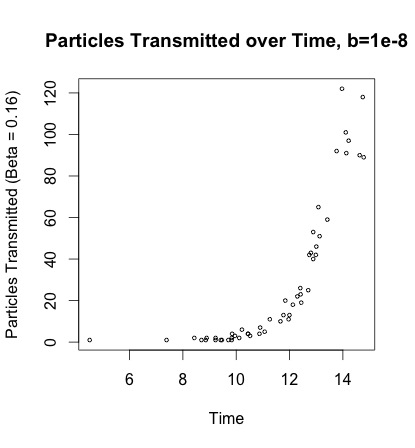 Particles Transmitted over Time, b=1e-8
Particles Transmitted (Beta = 0.16)
120
100
80
60
40
20
0
6 8 10 12 14
Time